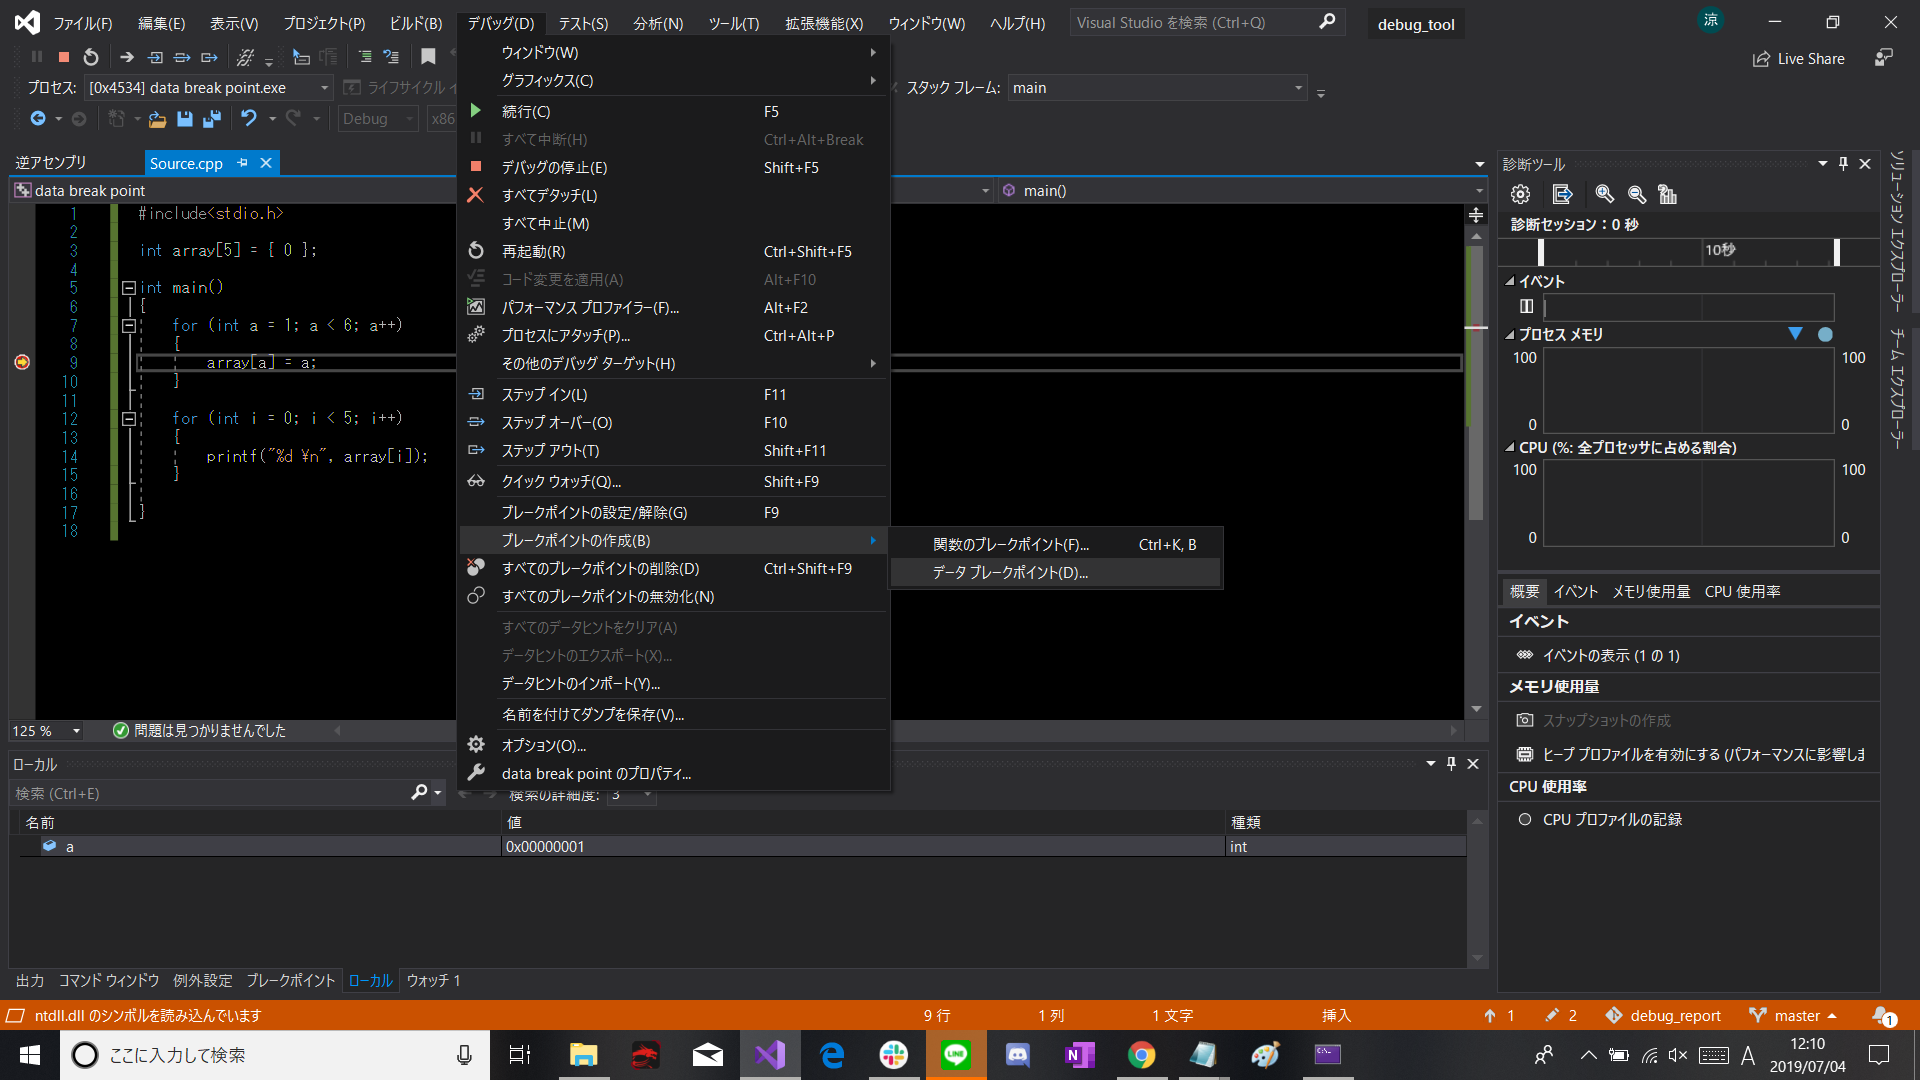 ファイル(F) 編集(E) 表示(V) プロジェクト(P) ビルド(B) デバッグ(D) テスト(S) 分析(N) ツール(T) 拡張機能(X) ウィンドウ(W) ヘルプ(H) Visual Studio を検索 (Ctrl+Q) debug_tool 涼
Live Share
プロセス: [0x4534] data break point.exe ライフサイクル イ スタック フレーム: main
Debug x86
逆アセンブリ Source.cpp
data break point main()
1 #include<stdio.h>
2
3 int array[5] = { 0 };
4
5 int main()
6 {
7 for (int a = 1; a < 6; a++)
8 {
9 array[a] = a;
10 }
11
12 for (int i = 0; i < 5; i++)
13 {
14 printf("%d ¥n", array[i]);
15 }
16
17 }
18
125 % 問題は見つかりませんでした
ウィンドウ(W)
グラフィックス(C)
続行(C) F5
すべて中断(H) Ctrl+Alt+Break
デバッグの停止(E) Shift+F5
すべてデタッチ(L)
すべて中止(M)
再起動(R) Ctrl+Shift+F5
コード変更を適用(A) Alt+F10
パフォーマンス プロファイラー(F)... Alt+F2
プロセスにアタッチ(P)... Ctrl+Alt+P
その他のデバッグ ターゲット(H)
ステップ イン(L) F11
ステップ オーバー(O) F10
ステップ アウト(T) Shift+F11
クイック ウォッチ(Q)... Shift+F9
ブレークポイントの設定/解除(G) F9
ブレークポイントの作成(B)
すべてのブレークポイントの削除(D) Ctrl+Shift+F9
すべてのブレークポイントの無効化(N)
すべてのデータヒントをクリア(A)
データヒントのエクスポート(X)...
データヒントのインポート(Y)...
名前を付けてダンプを保存(V)...
オプション(O)...
data break point のプロパティ...
関数のブレークポイント(F)... Ctrl+K, B
データ ブレークポイント(D)...
診断ツール
診断セッション：0 秒
10秒
イベント
プロセス メモリ
100 100
0 0
CPU (%: 全プロセッサに占める割合)
100 100
0 0
概要 イベント メモリ使用量 CPU 使用率
イベント
イベントの表示 (1 の 1)
メモリ使用量
スナップショットの作成
ヒープ プロファイルを有効にする (パフォーマンスに影響しま
CPU 使用率
CPU プロファイルの記録
ソリューション エクスプローラー
チーム エクスプローラー
ローカル
検索 (Ctrl+E) 検索の詳細度: 3
名前 値 種類
a 0x00000001 int
出力 コマンド ウィンドウ 例外設定 ブレークポイント ローカル ウォッチ 1
ntdll.dll のシンボルを読み込んでいます 9 行 1 列 1 文字 挿入 1 2 debug_report master 1
ここに入力して検索 LINE A 12:10
2019/07/04